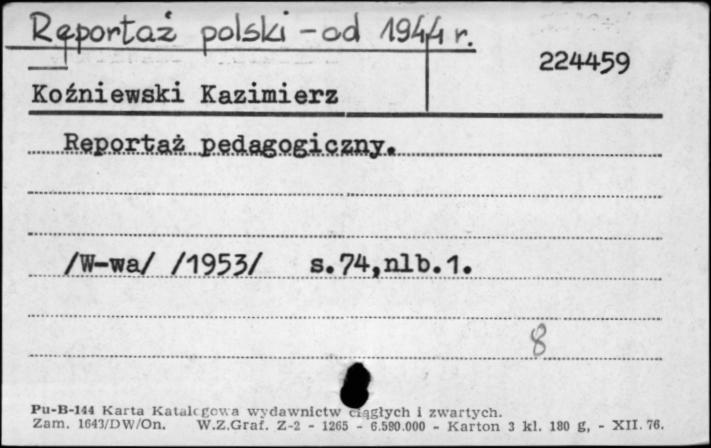 Reportaż polski - od 1944 r.
224459
Koźniewski Kazimierz
Reportaż pedagogiczny.
/W-wa/ /1953/ s.74,nlb.1.
8
Pu-B-144 Karta Katalogowa wydawnictw ciągłych i zwartych.
Zam. 1643/DW/On. W.Z.Graf. Z-2 - 1265 - 6.590.000 - Karton 3 kl. 180 g, - XII. 76.